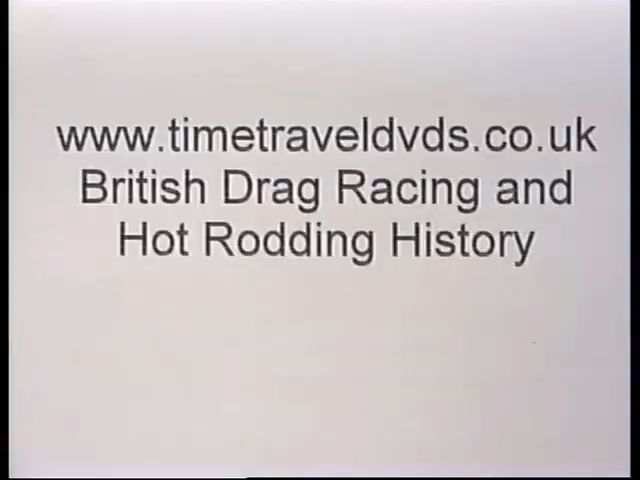 www.timetraveldvds.co.uk
British Drag Racing and
Hot Rodding History